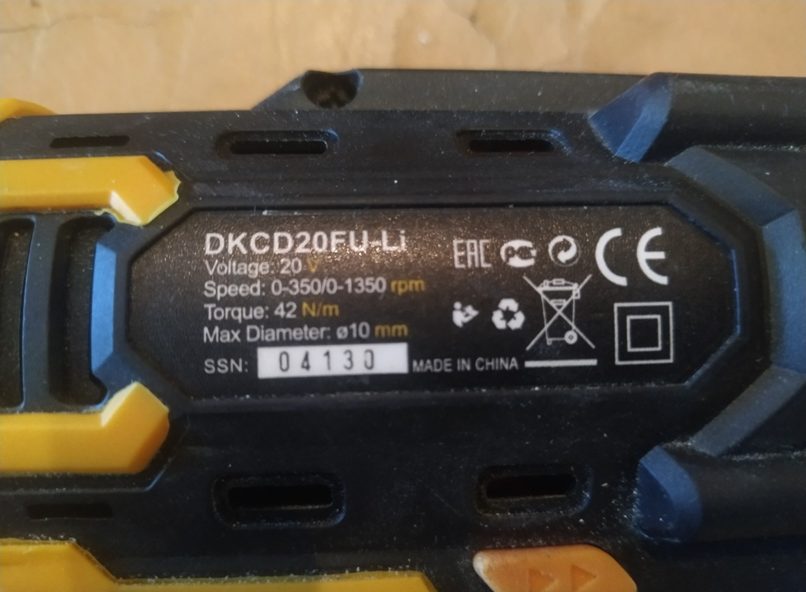 DKCD20FU-Li
Voltage: 20 V
Speed: 0-350/0-1350 rpm
Torque: 42 N/m
Max Diameter: ø10 mm
SSN: 04130 MADE IN CHINA
EAC
CE